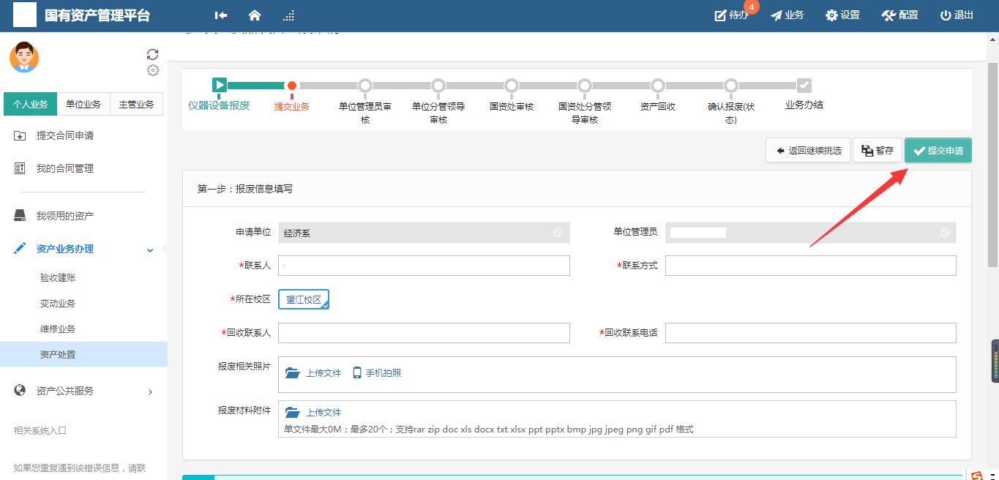 国有资产管理平台
待办
4
业务
设置
配置
退出
个人业务
单位业务
主管业务
提交合同申请
我的合同管理
我领用的资产
资产业务办理
验收建账
变动业务
维修业务
资产处置
资产公共服务
相关系统入口
如果您重复遇到该错误信息，请联
仪器设备报废
提交业务
单位管理员审
核
单位分管领导
审核
国资处审核
国资处分管领
导审核
资产回收
确认报废(状
态)
业务办结
返回继续挑选
暂存
提交申请
第一步：报废信息填写
申请单位
经济系
单位管理员
*联系人
*联系方式
*所在校区
望江校区
*回收联系人
*回收联系电话
报废相关照片
上传文件
手机拍照
报废材料附件
上传文件
单文件最大0M；最多20个；支持rar zip doc xls docx txt xlsx ppt pptx bmp jpg jpeg png gif pdf 格式